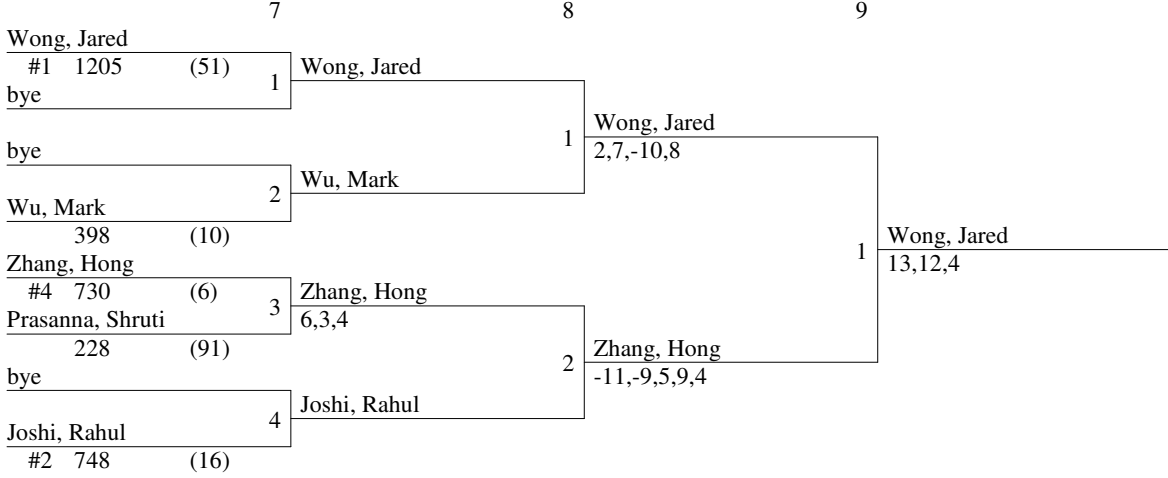 7 8 9
Wong, Jared
#1 1205 (51)
1 Wong, Jared
bye
1 Wong, Jared
2,7,-10,8
bye
2 Wu, Mark
Wu, Mark
398 (10)
1 Wong, Jared
13,12,4
Zhang, Hong
#4 730 (6)
3 Zhang, Hong
6,3,4
Prasanna, Shruti
228 (91)
2 Zhang, Hong
-11,-9,5,9,4
bye
4 Joshi, Rahul
Joshi, Rahul
#2 748 (16)